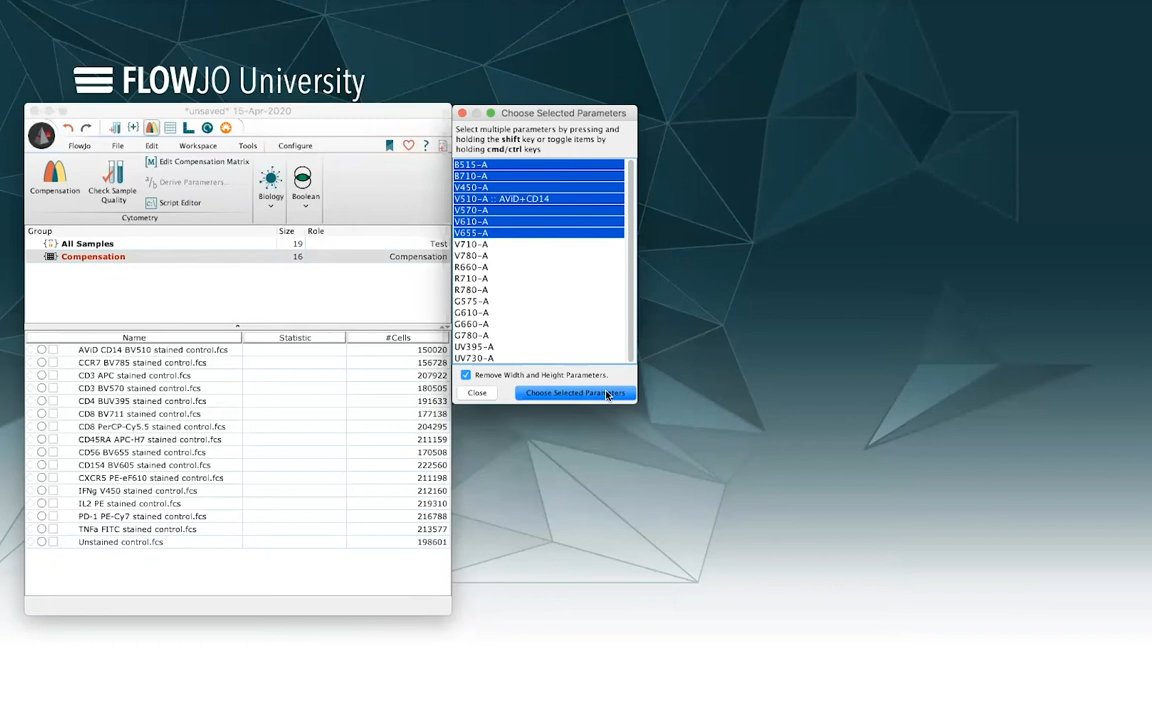 FLOWJO University
*unsaved* 15-Apr-2020
FlowJo File Edit Workspace Tools Configure
Compensation
Check Sample Quality
[M] Edit Compensation Matrix
Derive Parameters...
Script Editor
Biology
Boolean
Cytometry
Group Size Role
All Samples 19 Test
Compensation 16 Compensation
Name Statistic #Cells
AViD CD14 BV510 stained control.fcs 150020
CCR7 BV785 stained control.fcs 156728
CD3 APC stained control.fcs 207922
CD3 BV570 stained control.fcs 180505
CD4 BUV395 stained control.fcs 191633
CD8 BV711 stained control.fcs 177138
CD8 PerCP-Cy5.5 stained control.fcs 204295
CD45RA APC-H7 stained control.fcs 211159
CD56 BV655 stained control.fcs 170508
CD154 BV605 stained control.fcs 222560
CXCR5 PE-eF610 stained control.fcs 211198
IFNg V450 stained control.fcs 212160
IL2 PE stained control.fcs 219310
PD-1 PE-Cy7 stained control.fcs 216788
TNFa FITC stained control.fcs 213577
Unstained control.fcs 198601
Choose Selected Parameters
Select multiple parameters by pressing and
holding the shift key or toggle items by
holding cmd/ctrl keys
B515-A
B710-A
V450-A
V510-A :: AViD+CD14
V570-A
V610-A
V655-A
V710-A
V780-A
R660-A
R710-A
R780-A
G575-A
G610-A
G660-A
G780-A
UV395-A
UV730-A
Remove Width and Height Parameters.
Close Choose Selected Parameters